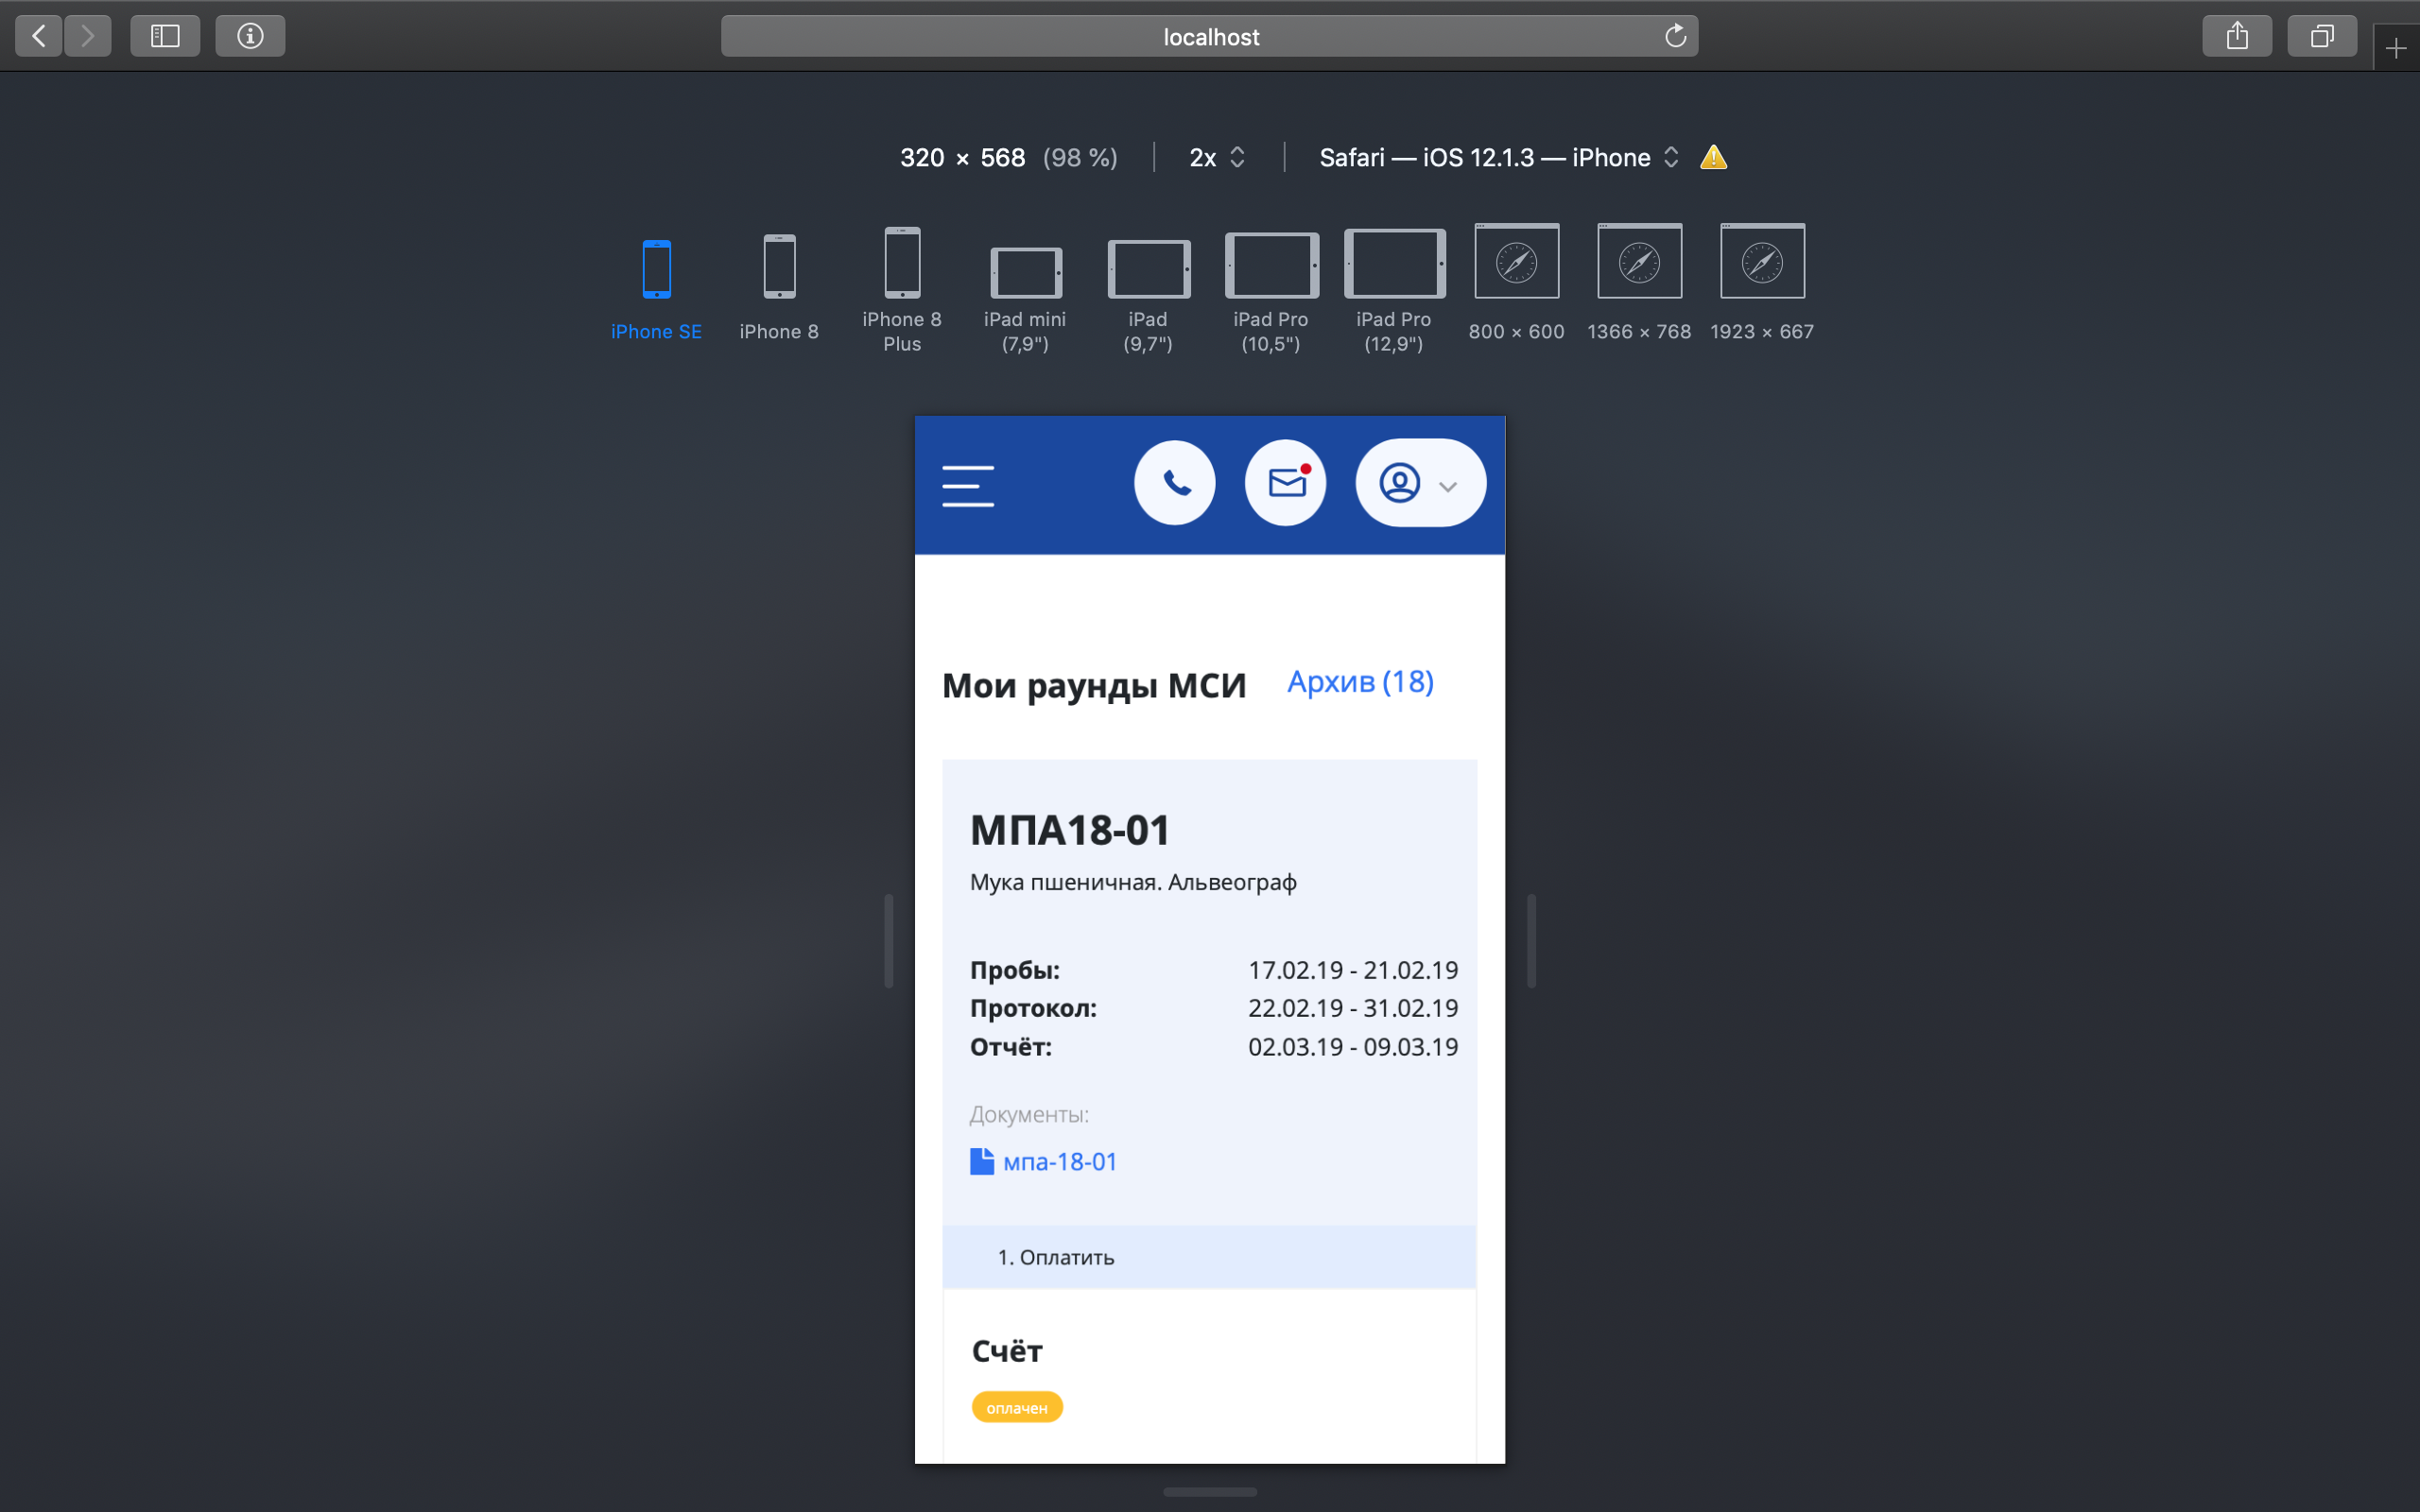 localhost
320 × 568 (98 %) 2x Safari — iOS 12.1.3 — iPhone
iPhone SE
iPhone 8
iPhone 8
Plus
iPad mini
(7,9")
iPad
(9,7")
iPad Pro
(10,5")
iPad Pro
(12,9")
800 × 600
1366 × 768
1923 × 667
Мои раунды МСИ Архив (18)
МПА18-01
Мука пшеничная. Альвеограф
Пробы: 17.02.19 - 21.02.19
Протокол: 22.02.19 - 31.02.19
Отчёт: 02.03.19 - 09.03.19
Документы:
мпа-18-01
1. Оплатить
Счёт
оплачен